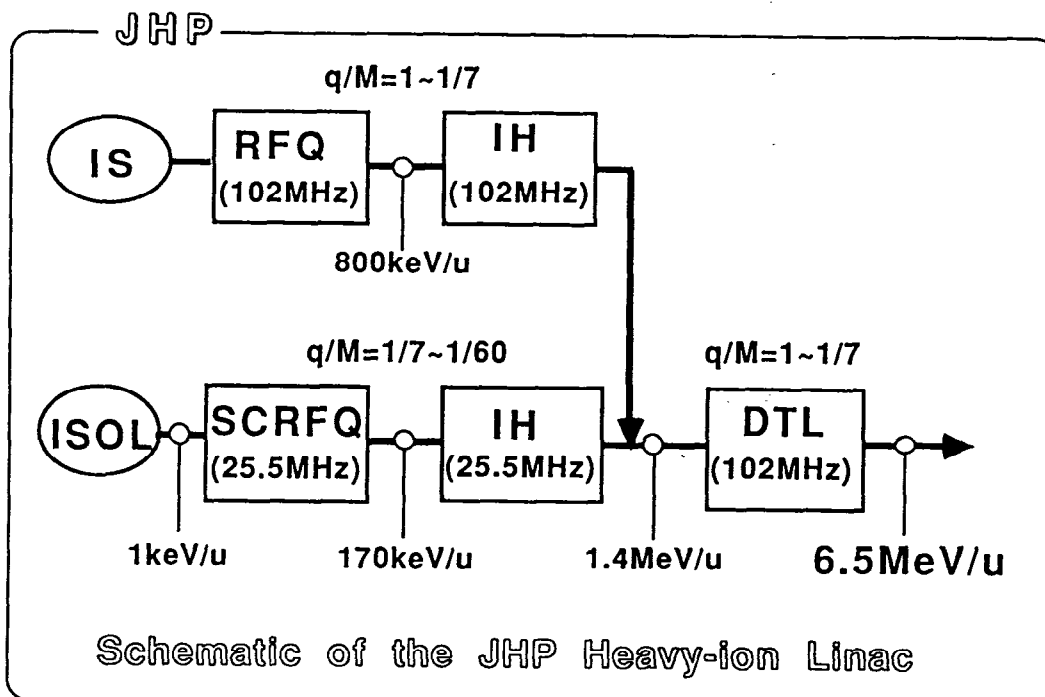 JHP
q/M=1~1/7
IS
RFQ
(102MHz)
IH
(102MHz)
800keV/u
q/M=1/7~1/60
q/M=1~1/7
ISOL
SCRFQ
(25.5MHz)
IH
(25.5MHz)
DTL
(102MHz)
1keV/u
170keV/u
1.4MeV/u
6.5MeV/u
Schematic of the JHP Heavy-ion Linac